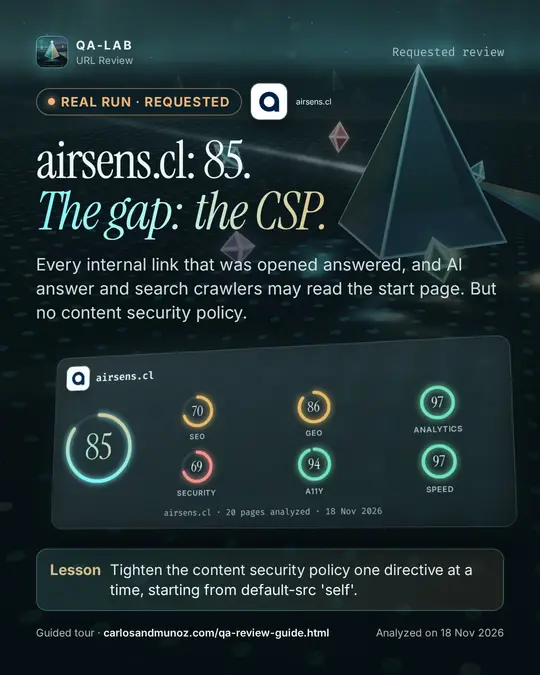 QA-LAB
URL Review
Requested review
REAL RUN · REQUESTED
airsens.cl
airsens.cl: 85.
The gap: the CSP.
Every internal link that was opened answered, and AI
answer and search crawlers may read the start page. But
no content security policy.
airsens.cl
85
70
SEO
86
GEO
97
ANALYTICS
69
SECURITY
94
A11Y
97
SPEED
airsens.cl · 20 pages analyzed · 18 Nov 2026
Lesson Tighten the content security policy one directive at a
time, starting from default-src 'self'.
Guided tour · carlosandmunoz.com/qa-review-guide.html
Analyzed on 18 Nov 2026